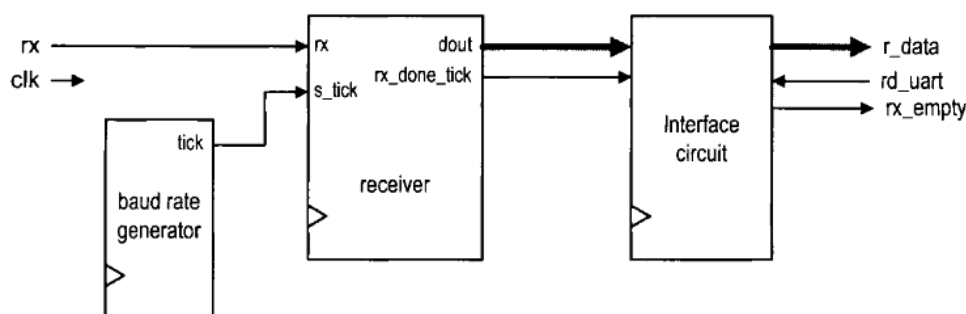 rx
clk
tick
baud rate
generator
rx
s_tick
dout
rx_done_tick
receiver
Interface
circuit
r_data
rd_uart
rx_empty